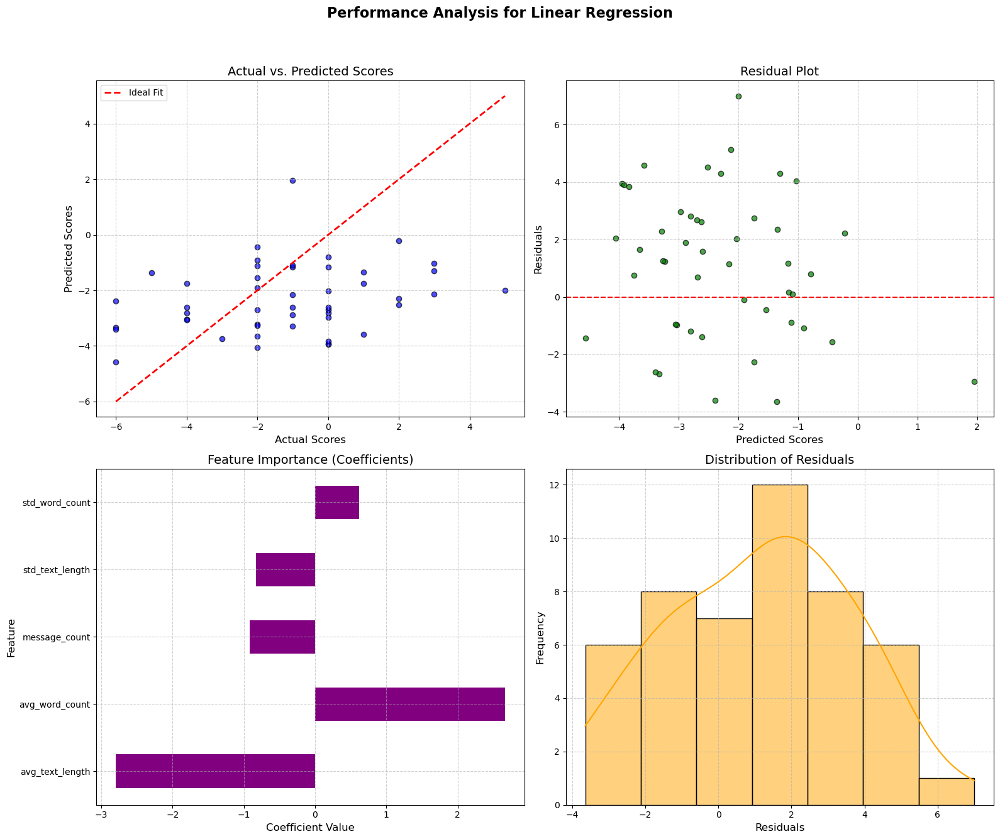 Performance Analysis for Linear Regression
Actual vs. Predicted Scores
Ideal Fit
Predicted Scores
4
2
0
−2
−4
−6
−6
−4
−2
0
2
4
Actual Scores
Residual Plot
Residuals
6
4
2
0
−2
−4
−4
−3
−2
−1
0
1
2
Predicted Scores
Feature Importance (Coefficients)
Feature
std_word_count
std_text_length
message_count
avg_word_count
avg_text_length
−3
−2
−1
0
1
2
Coefficient Value
Distribution of Residuals
Frequency
12
10
8
6
4
2
0
−4
−2
0
2
4
6
Residuals